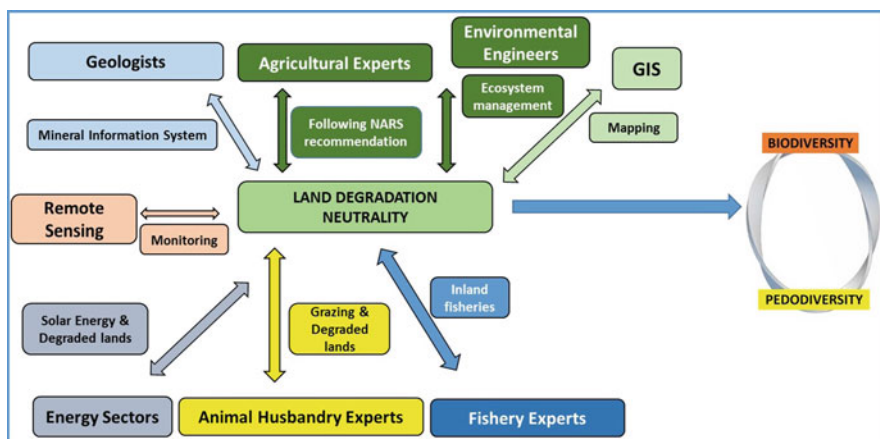 Geologists
Agricultural Experts
Environmental
Engineers
GIS
Mineral Information System
Following NARS
recommendation
Ecosystem
management
Mapping
LAND DEGRADATION
NEUTRALITY
Remote
Sensing
Monitoring
BIODIVERSITY
PEDODIVERSITY
Solar Energy &
Degraded lands
Grazing &
Degraded
lands
Inland
fisheries
Energy Sectors
Animal Husbandry Experts
Fishery Experts